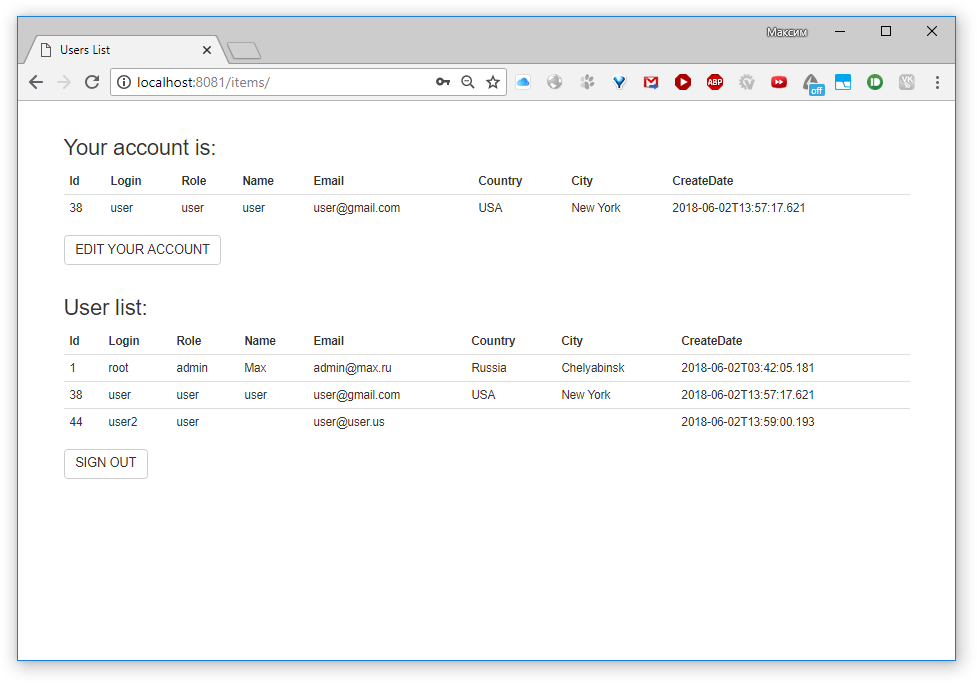 Максим
Users List
localhost:8081/items/
ABP
off
Your account is:
Id Login Role Name Email Country City CreateDate
38 user user user user@gmail.com USA New York 2018-06-02T13:57:17.621
EDIT YOUR ACCOUNT
User list:
Id Login Role Name Email Country City CreateDate
1 root admin Max admin@max.ru Russia Chelyabinsk 2018-06-02T03:42:05.181
38 user user user user@gmail.com USA New York 2018-06-02T13:57:17.621
44 user2 user user@user.us 2018-06-02T13:59:00.193
SIGN OUT